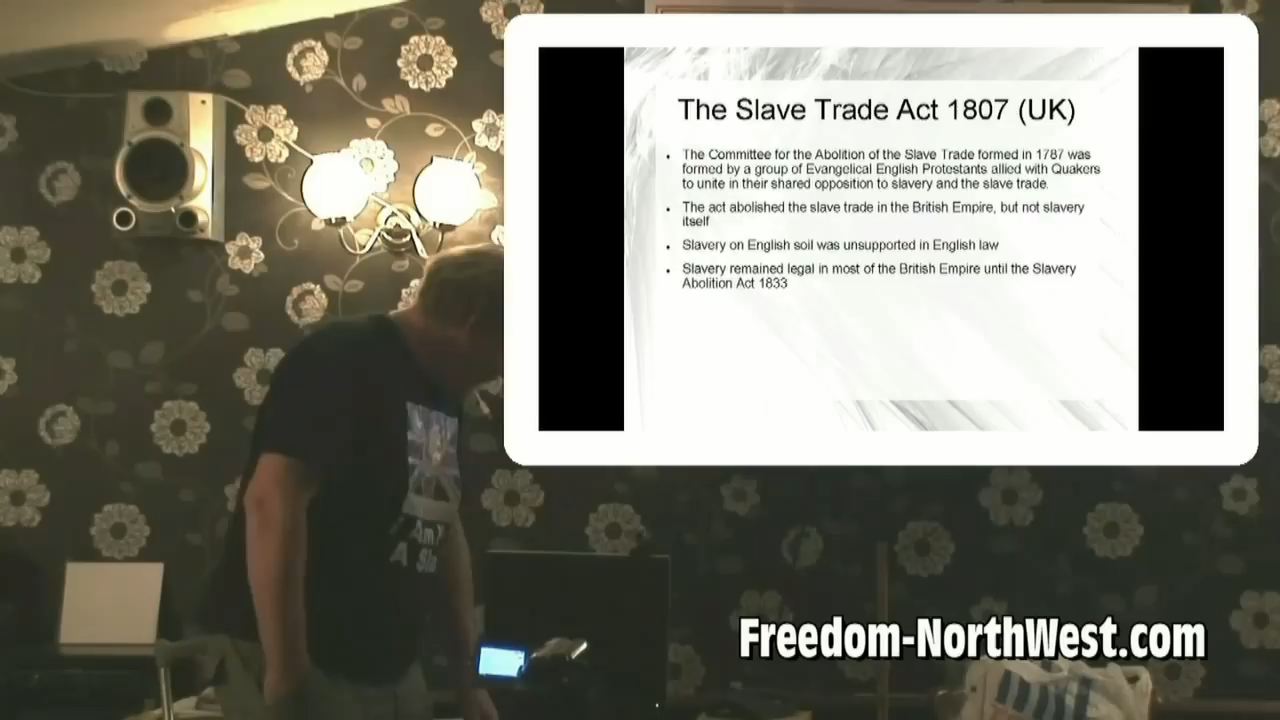 The Slave Trade Act 1807 (UK)
The Committee for the Abolition of the Slave Trade formed in 1787 was
formed by a group of Evangelical English Protestants allied with Quakers
to unite in their shared opposition to slavery and the slave trade.
The act abolished the slave trade in the British Empire, but not slavery
itself
Slavery on English soil was unsupported in English law
Slavery remained legal in most of the British Empire until the Slavery
Abolition Act 1833
A
Freedom-NorthWest.com